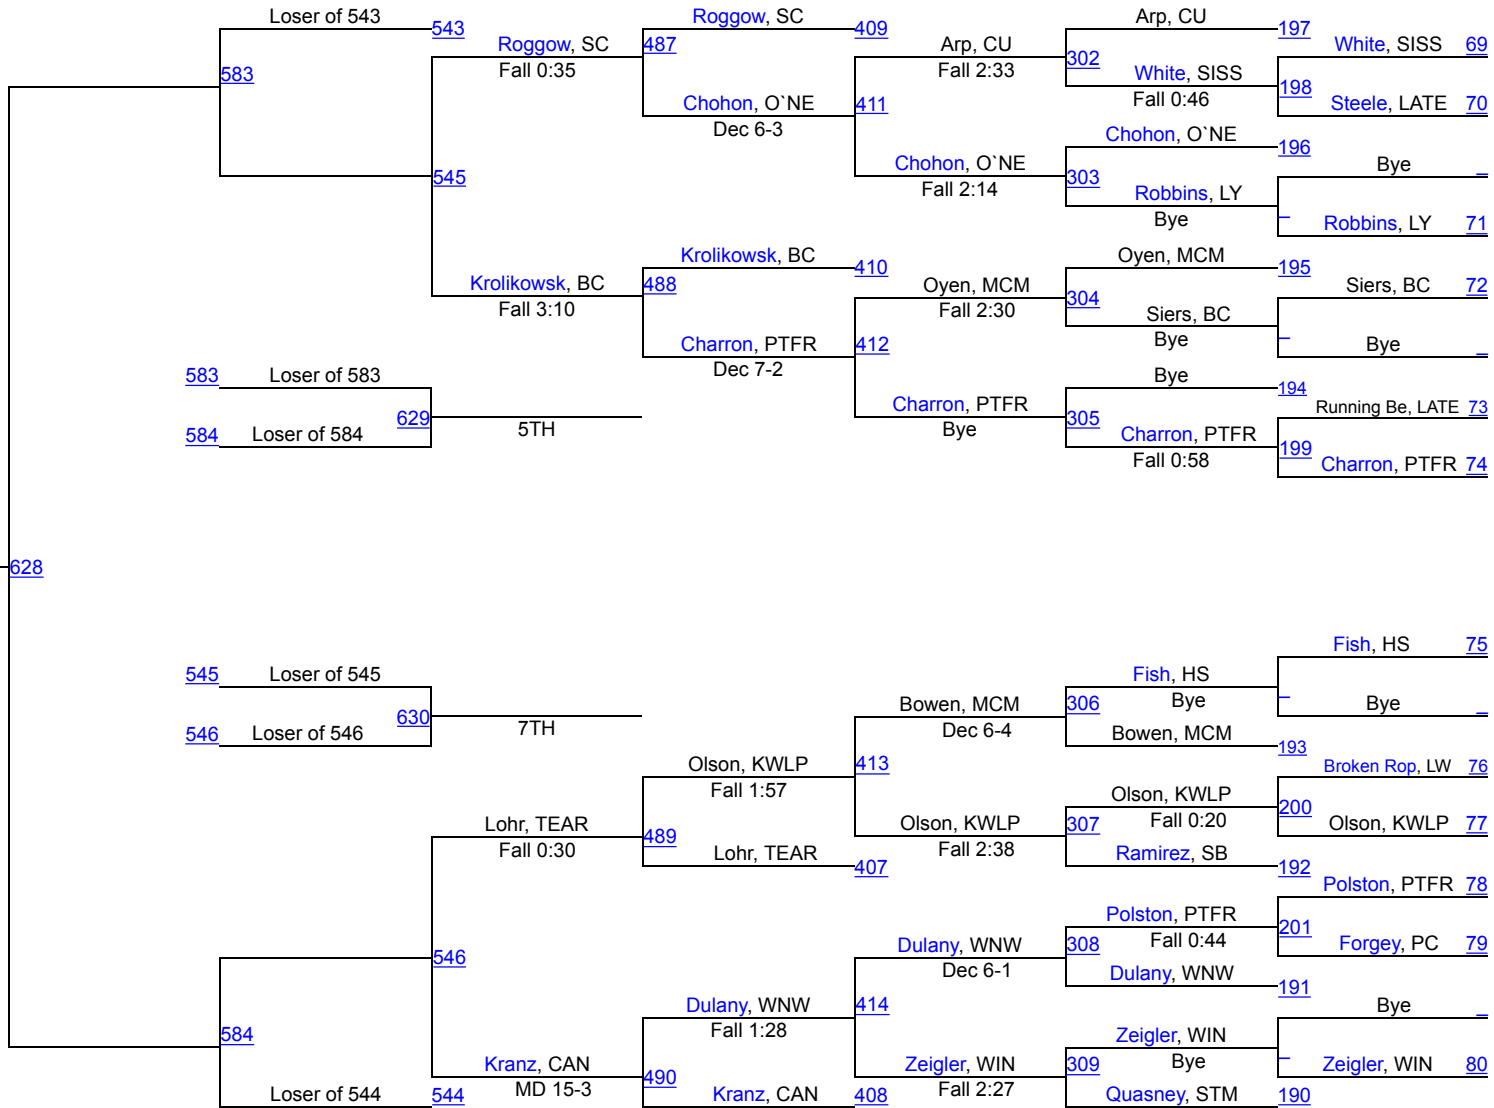 Loser of 543
543
583
Roggow, SC
Fall 0:35
487
Roggow, SC
409
Arp, CU
Fall 2:33
302
Arp, CU
197
White, SISS 69
White, SISS
Fall 0:46
198
Steele, LATE 70
Chohon, O`NE
Dec 6-3
411
Chohon, O`NE
196
Bye _
545
Chohon, O`NE
Fall 2:14
303
Robbins, LY
Bye
_
Robbins, LY 71
Krolikowsk, BC
410
Oyen, MCM
195
Siers, BC 72
Krolikowsk, BC
Fall 3:10
488
Oyen, MCM
Fall 2:30
304
Siers, BC
Bye
_
Bye _
Charron, PTFR
Dec 7-2
412
583 Loser of 583
Bye
194
Running Be, LATE 73
629
5TH
Charron, PTFR
Bye
305
584 Loser of 584
Charron, PTFR
Fall 0:58
199
Charron, PTFR 74
628
Fish, HS 75
545 Loser of 545
Fish, HS
Bye
_
Bye _
630
7TH
Bowen, MCM
Dec 6-4
306
546 Loser of 546
Bowen, MCM
193
Olson, KWLP
Fall 1:57
413
Broken Rop, LW 76
Olson, KWLP
Fall 0:20
200
Lohr, TEAR
Fall 0:30
489
Olson, KWLP
Fall 2:38
307
Olson, KWLP 77
Lohr, TEAR
407
Ramirez, SB
192
Polston, PTFR 78
Polston, PTFR
Fall 0:44
201
546
Dulany, WNW
Dec 6-1
308
Forgey, PC 79
Dulany, WNW
191
Dulany, WNW
Fall 1:28
414
Bye _
584
Zeigler, WIN
Bye
_
Kranz, CAN
MD 15-3
490
Zeigler, WIN
Fall 2:27
309
Zeigler, WIN 80
Loser of 544
544
Kranz, CAN
408
Quasney, STM
190